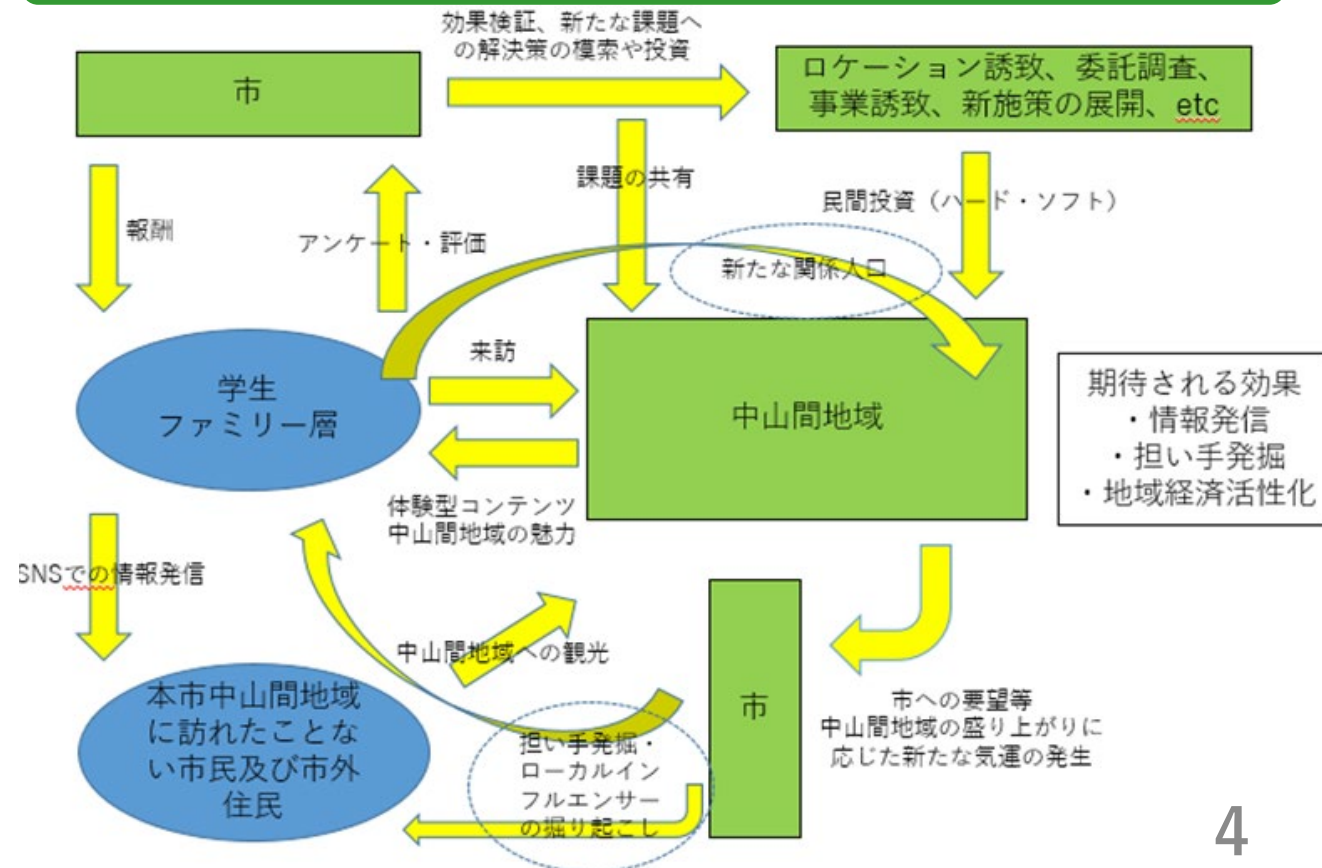 効果検証、新たな課題へ
の解決策の模索や投資
市
ロケーション誘致、委託調査、
事業誘致、新施策の展開、etc
課題の共有
民間投資（ハード・ソフト）
報酬
アンケート・評価
新たな関係人口
来訪
学生
ファミリー層
中山間地域
期待される効果
・情報発信
・担い手発掘
・地域経済活性化
体験型コンテンツ
中山間地域の魅力
SNSでの情報発信
中山間地域への観光
本市中山間地域
に訪れたことな
い市民及び市外
住民
担い手発掘・
ローカルイン
フルエンサー
の掘り起こし
市
市への要望等
中山間地域の盛り上がりに
応じた新たな気運の発生
4